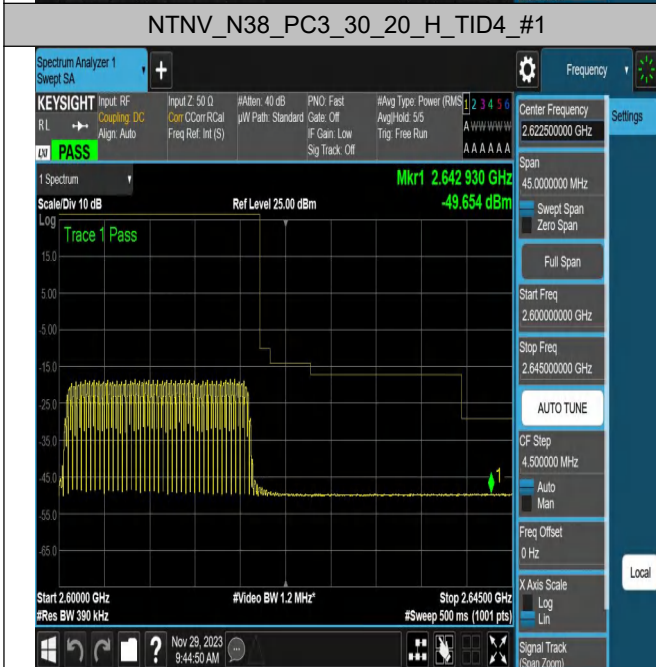 NTNV_N38_PC3_30_20_H_TID4_#1
Spectrum Analyzer 1
Swept SA
Frequency
KEYSIGHT
RL
LXI
PASS
Input: RF
Coupling: DC
Align: Auto
Input Z: 50 Ω
Corr CCorr RCal
Freq Ref: Int (S)
#Atten: 40 dB
µW Path: Standard
PNO: Fast
Gate: Off
IF Gain: Low
Sig Track: Off
#Avg Type: Power (RMS
Avg|Hold: 5/5
Trig: Free Run
1 2 3 4 5 6
A W W W W W
A A A A A A
1 Spectrum
Mkr1 2.642 930 GHz
-49.654 dBm
Scale/Div 10 dB
Ref Level 25.00 dBm
Log
Trace 1 Pass
15.0
5.00
-5.00
-15.0
-25.0
-35.0
-45.0
-55.0
-65.0
1
Start 2.60000 GHz
#Video BW 1.2 MHz*
Stop 2.64500 GHz
#Res BW 390 kHz
#Sweep 500 ms (1001 pts)
Nov 29, 2023
9:44:50 AM
Center Frequency
2.622500000 GHz
Settings
Span
45.0000000 MHz
Swept Span
Zero Span
Full Span
Start Freq
2.600000000 GHz
Stop Freq
2.645000000 GHz
AUTO TUNE
CF Step
4.500000 MHz
Auto
Man
Freq Offset
0 Hz
Local
X Axis Scale
Log
Lin
Signal Track
(Span Zoom)